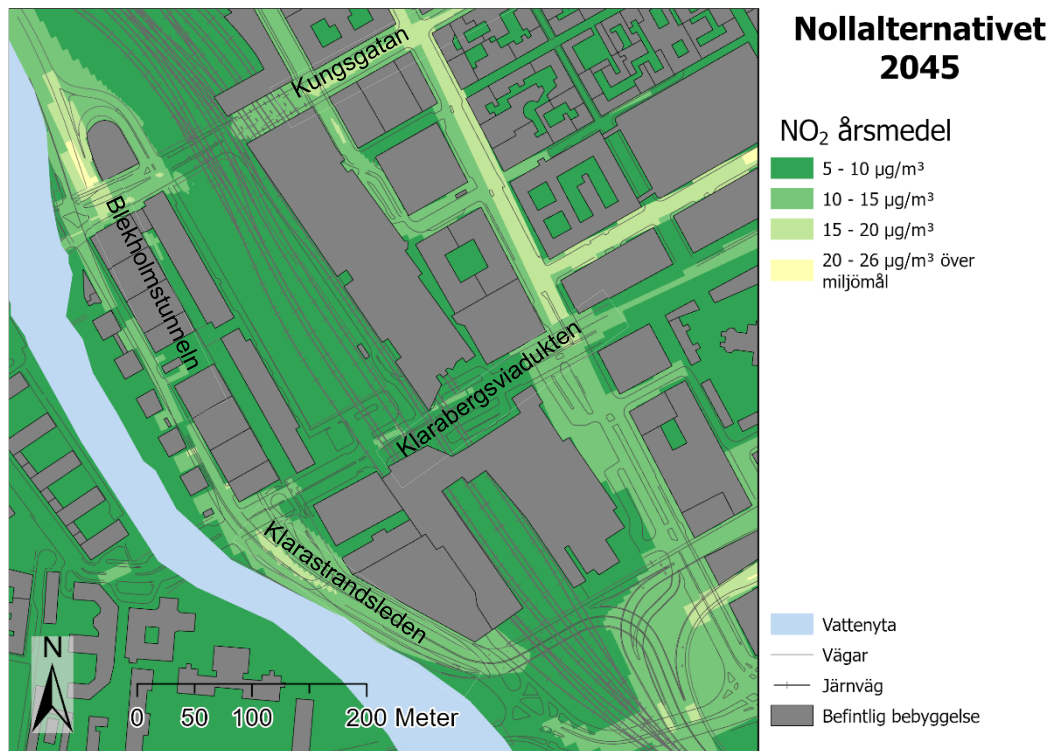 Nollalternativet
2045
NO₂ årsmedel
5 - 10 µg/m³
10 - 15 µg/m³
15 - 20 µg/m³
20 - 26 µg/m³ över
miljömål
Kungsgatan
Blekholmstunneln
Klarabergsviadukten
Klarastrandsleden
N
0 50 100 200 Meter
Vattenyta
Vägar
Järnväg
Befintlig bebyggelse